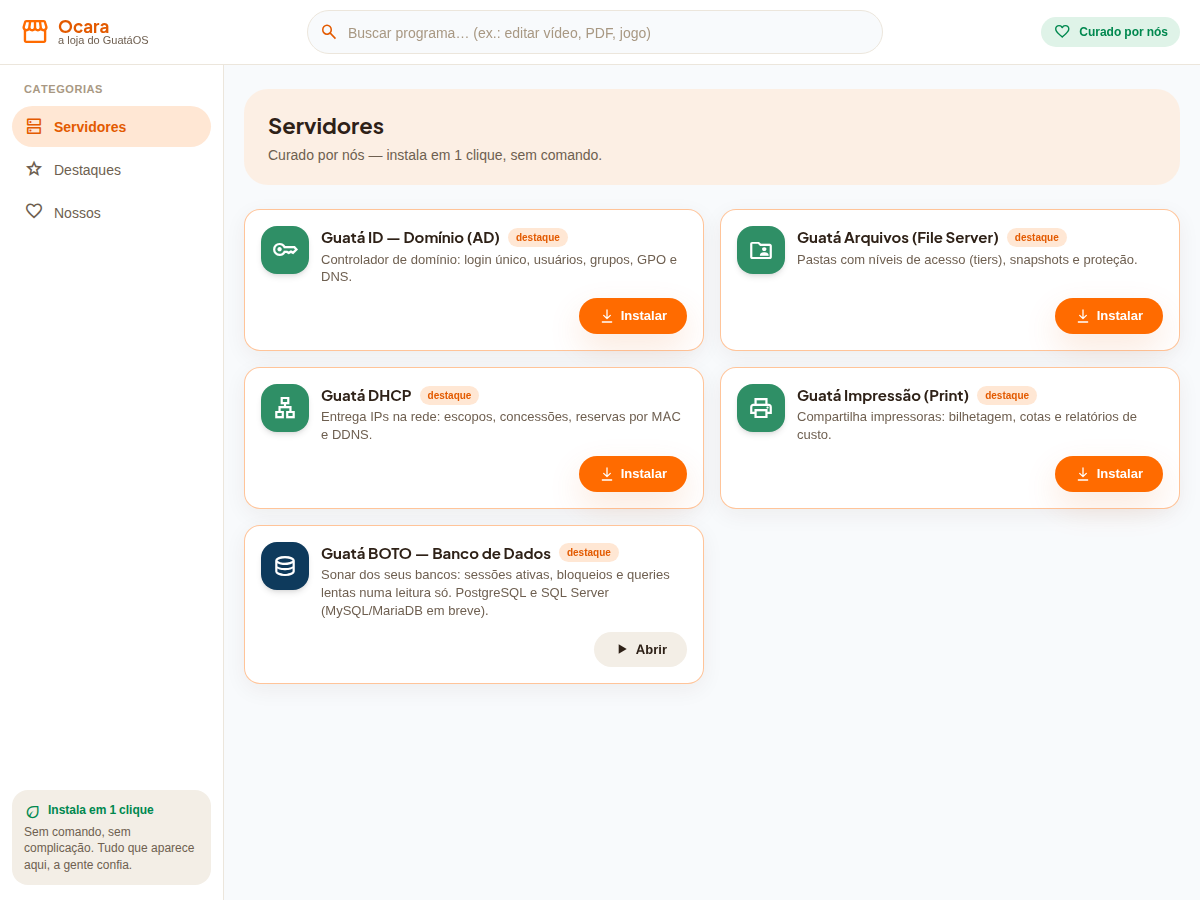 Ocara
a loja do GuatáOS
Buscar programa… (ex.: editar vídeo, PDF, jogo)
Curado por nós
CATEGORIAS
Servidores
Destaques
Nossos
Servidores
Curado por nós — instala em 1 clique, sem comando.
Guatá ID — Domínio (AD) destaque
Controlador de domínio: login único, usuários, grupos, GPO e
DNS.
Instalar
Guatá Arquivos (File Server) destaque
Pastas com níveis de acesso (tiers), snapshots e proteção.
Instalar
Guatá DHCP destaque
Entrega IPs na rede: escopos, concessões, reservas por MAC
e DDNS.
Instalar
Guatá Impressão (Print) destaque
Compartilha impressoras: bilhetagem, cotas e relatórios de
custo.
Instalar
Guatá BOTO — Banco de Dados destaque
Sonar dos seus bancos: sessões ativas, bloqueios e queries
lentas numa leitura só. PostgreSQL e SQL Server
(MySQL/MariaDB em breve).
Abrir
Instala em 1 clique
Sem comando, sem
complicação. Tudo que aparece
aqui, a gente confia.